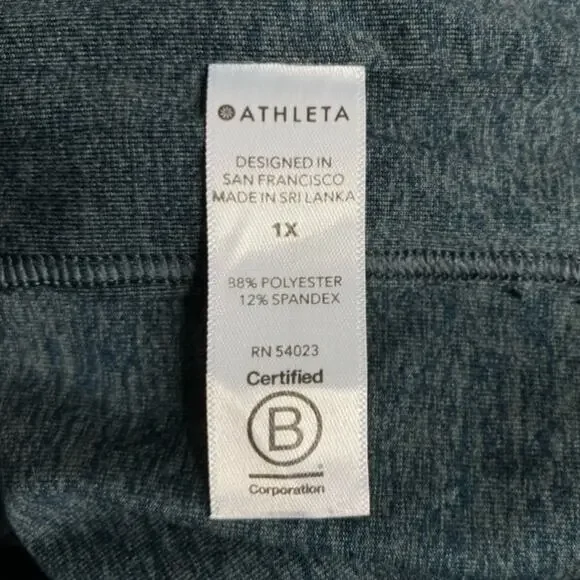 ATHLETA
DESIGNED IN
SAN FRANCISCO
MADE IN SRI LANKA
1X
88% POLYESTER
12% SPANDEX
RN 54023
Certified
B
®
Corporation